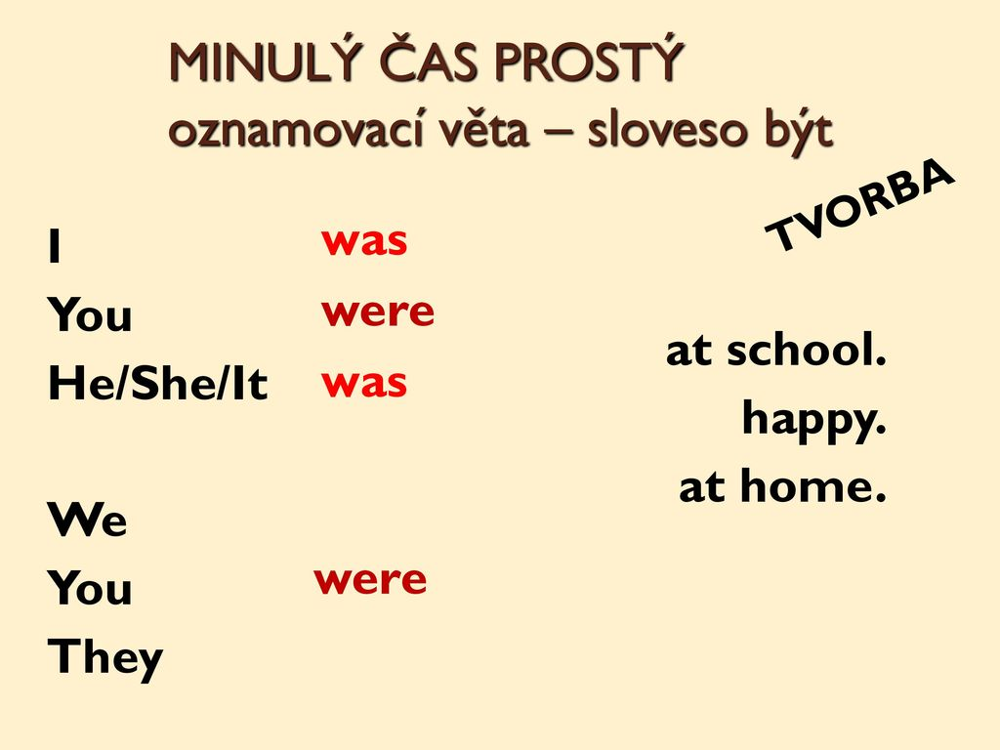 MINULÝ ČAS PROSTÝ
oznamovací věta – sloveso být
TVORBA
I was
You were
He/She/It was
We
You were
They
at school.
happy.
at home.